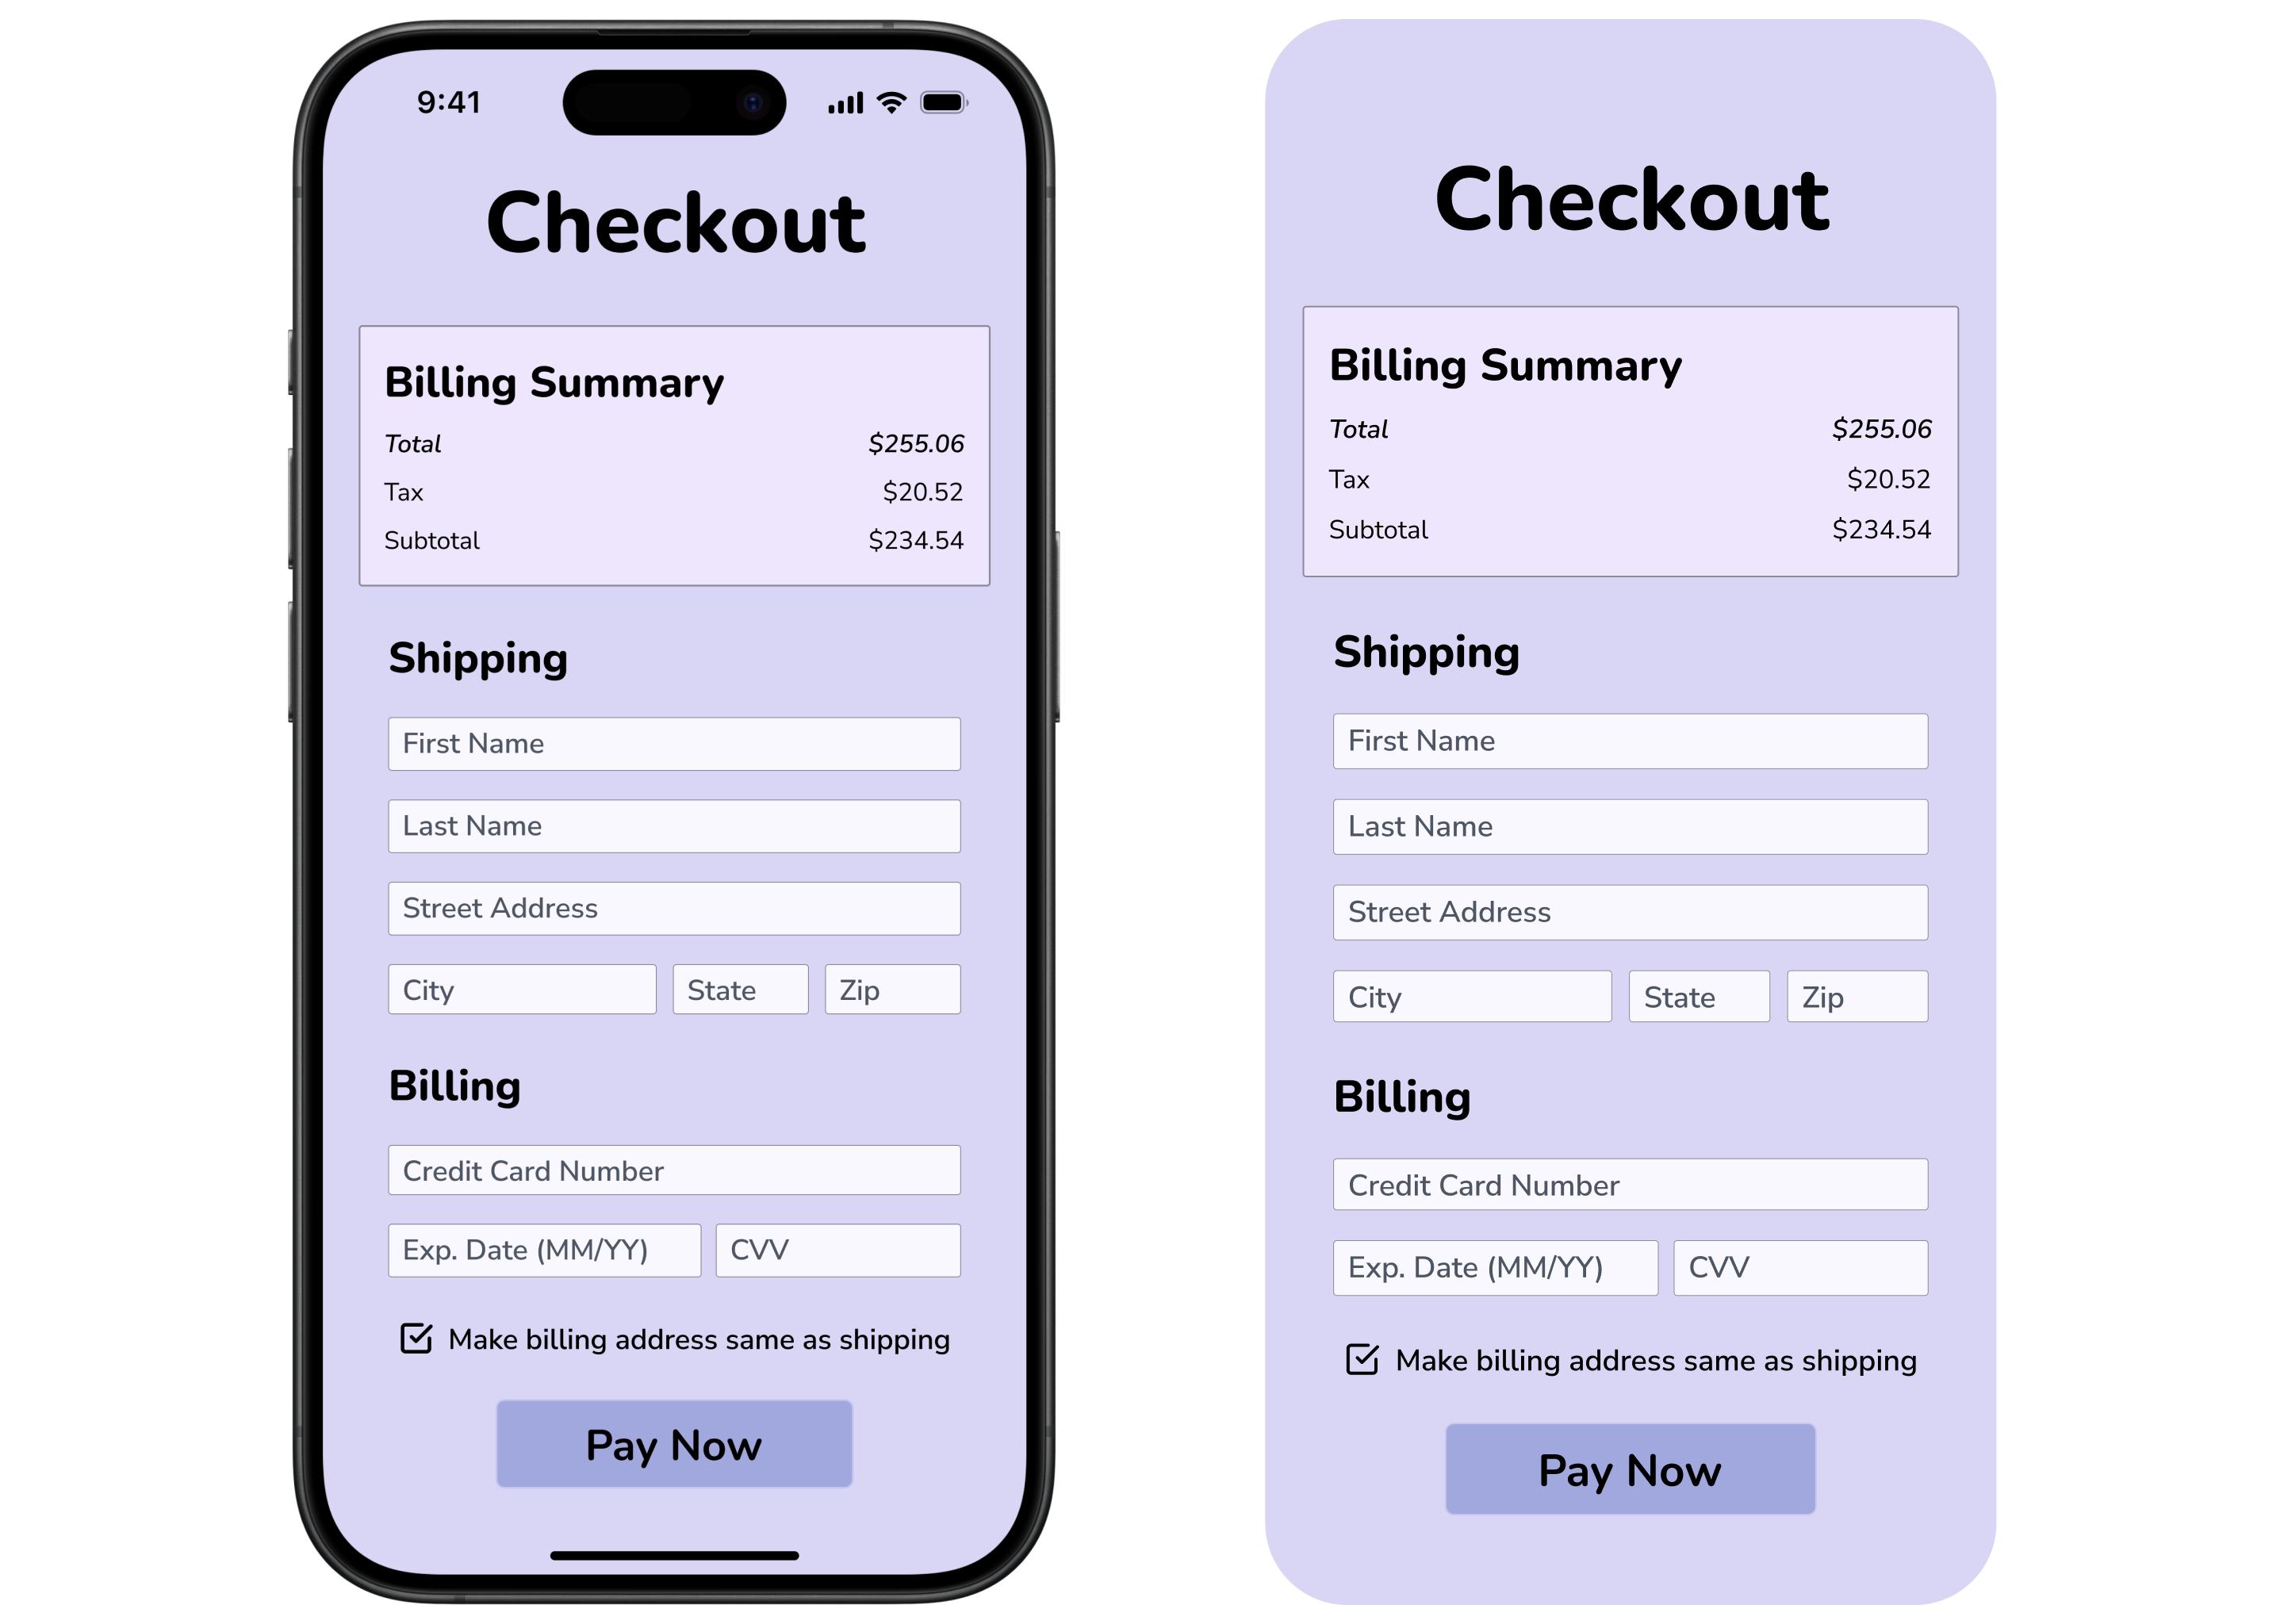 9:41
Checkout
Billing Summary
Total $255.06
Tax $20.52
Subtotal $234.54
Shipping
First Name
Last Name
Street Address
City State Zip
Billing
Credit Card Number
Exp. Date (MM/YY) CVV
Make billing address same as shipping
Pay Now
Checkout
Billing Summary
Total $255.06
Tax $20.52
Subtotal $234.54
Shipping
First Name
Last Name
Street Address
City State Zip
Billing
Credit Card Number
Exp. Date (MM/YY) CVV
Make billing address same as shipping
Pay Now